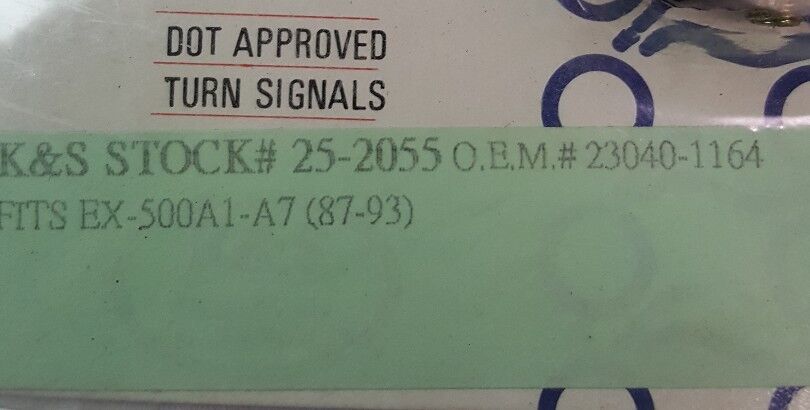 DOT APPROVED
TURN SIGNALS
K&S STOCK# 25-2055 O.E.M.# 23040-1164
FITS EX-500A1-A7 (87-93)